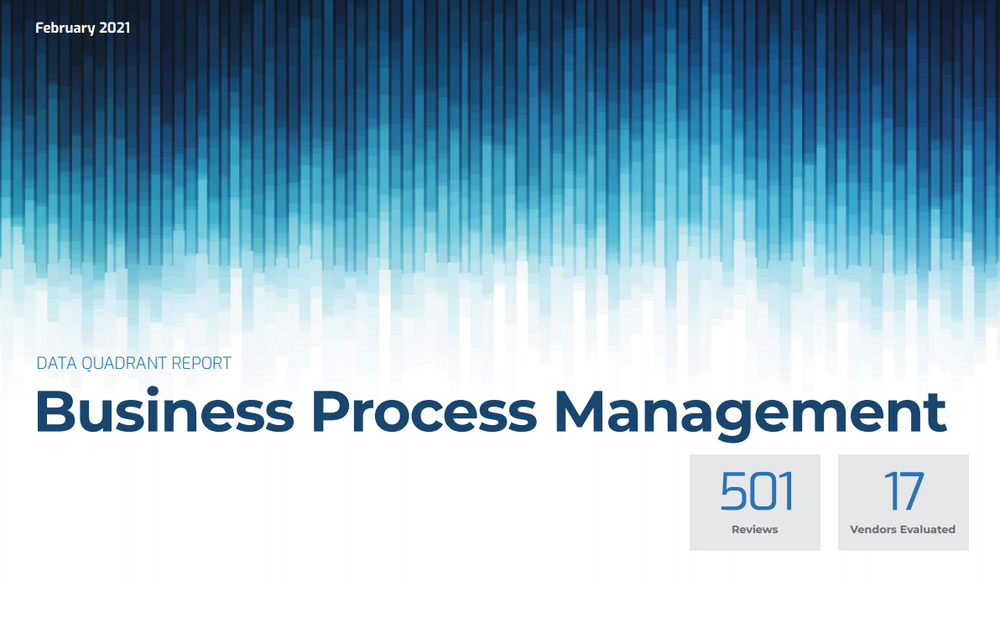 February 2021
DATA QUADRANT REPORT
Business Process Management
501
Reviews
17
Vendors Evaluated